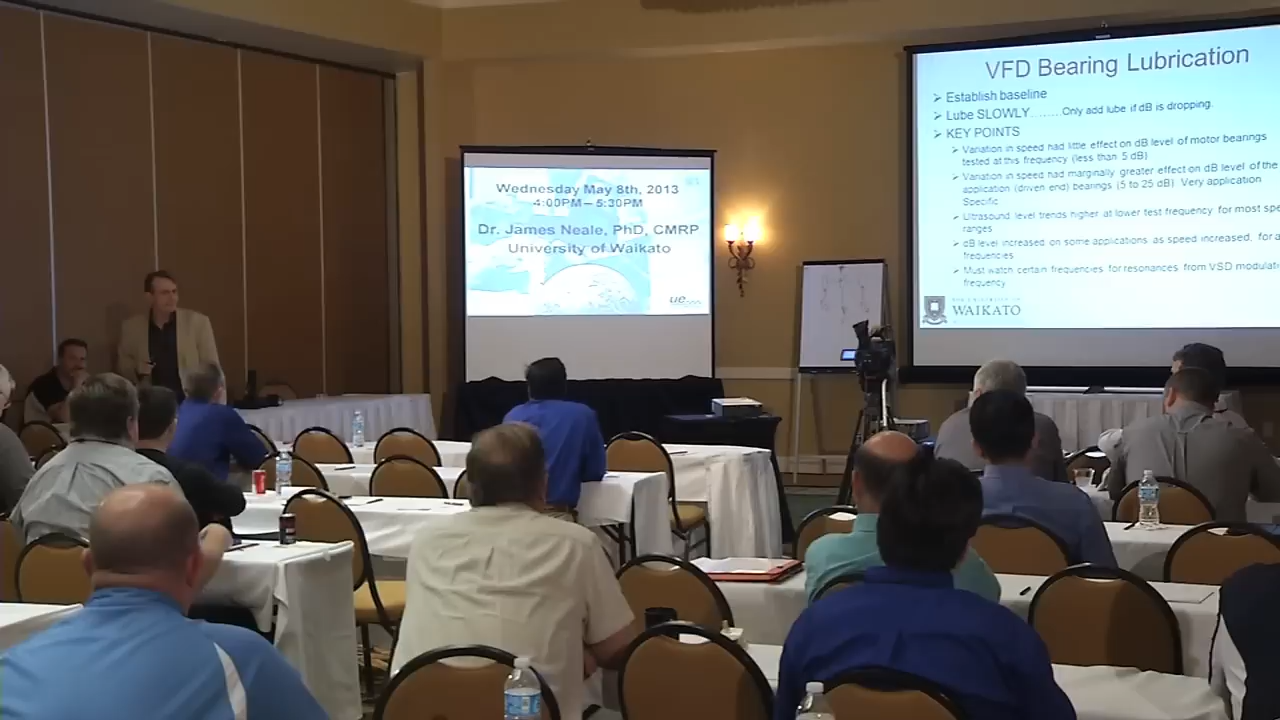 Wednesday May 8th, 2013
4:00PM – 5:30PM
Dr. James Neale, PhD, CMRP
University of Waikato
ue
VFD Bearing Lubrication
➢ Establish baseline
➢ Lube SLOWLY........ Only add lube if dB is dropping.
➢ KEY POINTS
➢ Variation in speed had little effect on dB level of motor bearings
tested at this frequency (less than 5 dB)
➢ Variation in speed had marginally greater effect on dB level of the
application (driven end) bearings (5 to 25 dB) Very application
Specific
➢ Ultrasound level trends higher at lower test frequency for most spe
ranges
➢ dB level increased on some applications as speed increased, for a
frequencies
➢ Must watch certain frequencies for resonances from VSD modulati
frequency
THE UNIVERSITY OF
WAIKATO